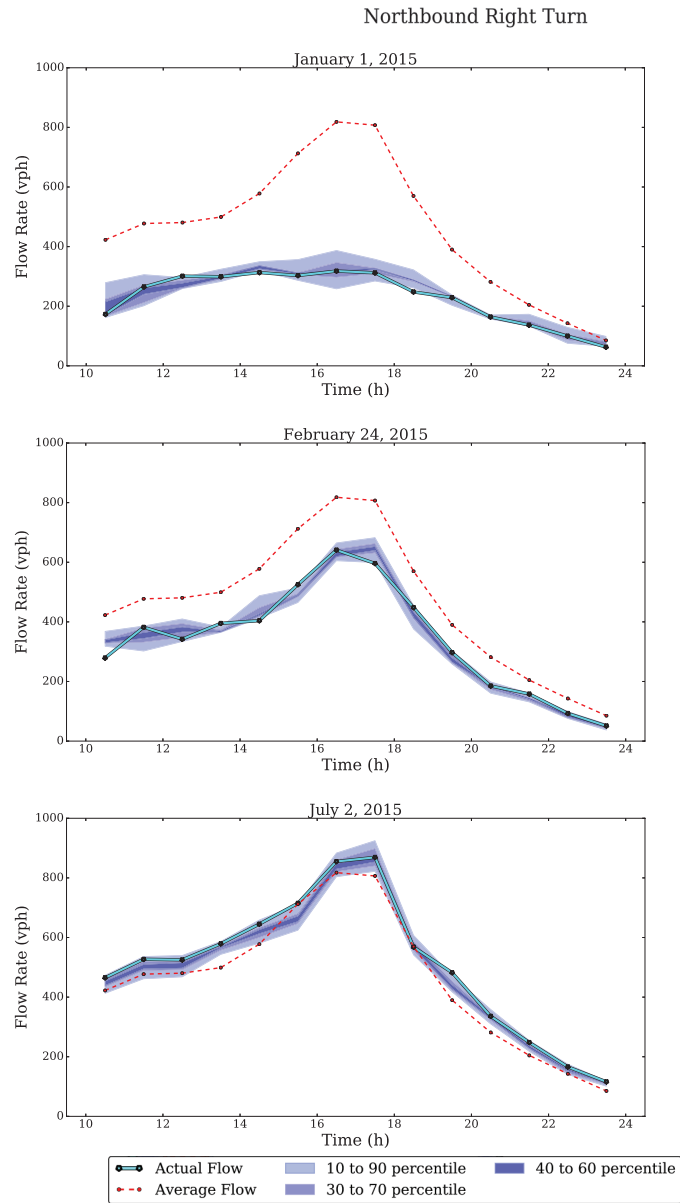 Northbound Right Turn
January 1, 2015
1000
800
600
400
200
0
Flow Rate (vph)
10 12 14 16 18 20 22 24
Time (h)
February 24, 2015
1000
800
600
400
200
0
Flow Rate (vph)
10 12 14 16 18 20 22 24
Time (h)
July 2, 2015
1000
800
600
400
200
0
Flow Rate (vph)
10 12 14 16 18 20 22 24
Time (h)
Actual Flow 10 to 90 percentile 40 to 60 percentile
Average Flow 30 to 70 percentile